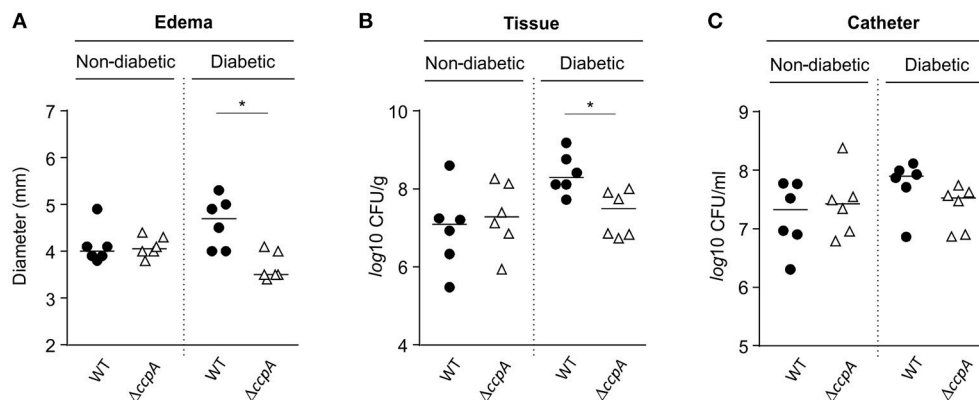 A
Edema
Non-diabetic
Diabetic
Diameter (mm)
7
6
5
4
3
2
*
WT
ΔccpA
WT
ΔccpA
B
Tissue
Non-diabetic
Diabetic
log10 CFU/g
10
8
6
4
*
WT
ΔccpA
WT
ΔccpA
C
Catheter
Non-diabetic
Diabetic
log10 CFU/ml
9
8
7
6
5
WT
ΔccpA
WT
ΔccpA